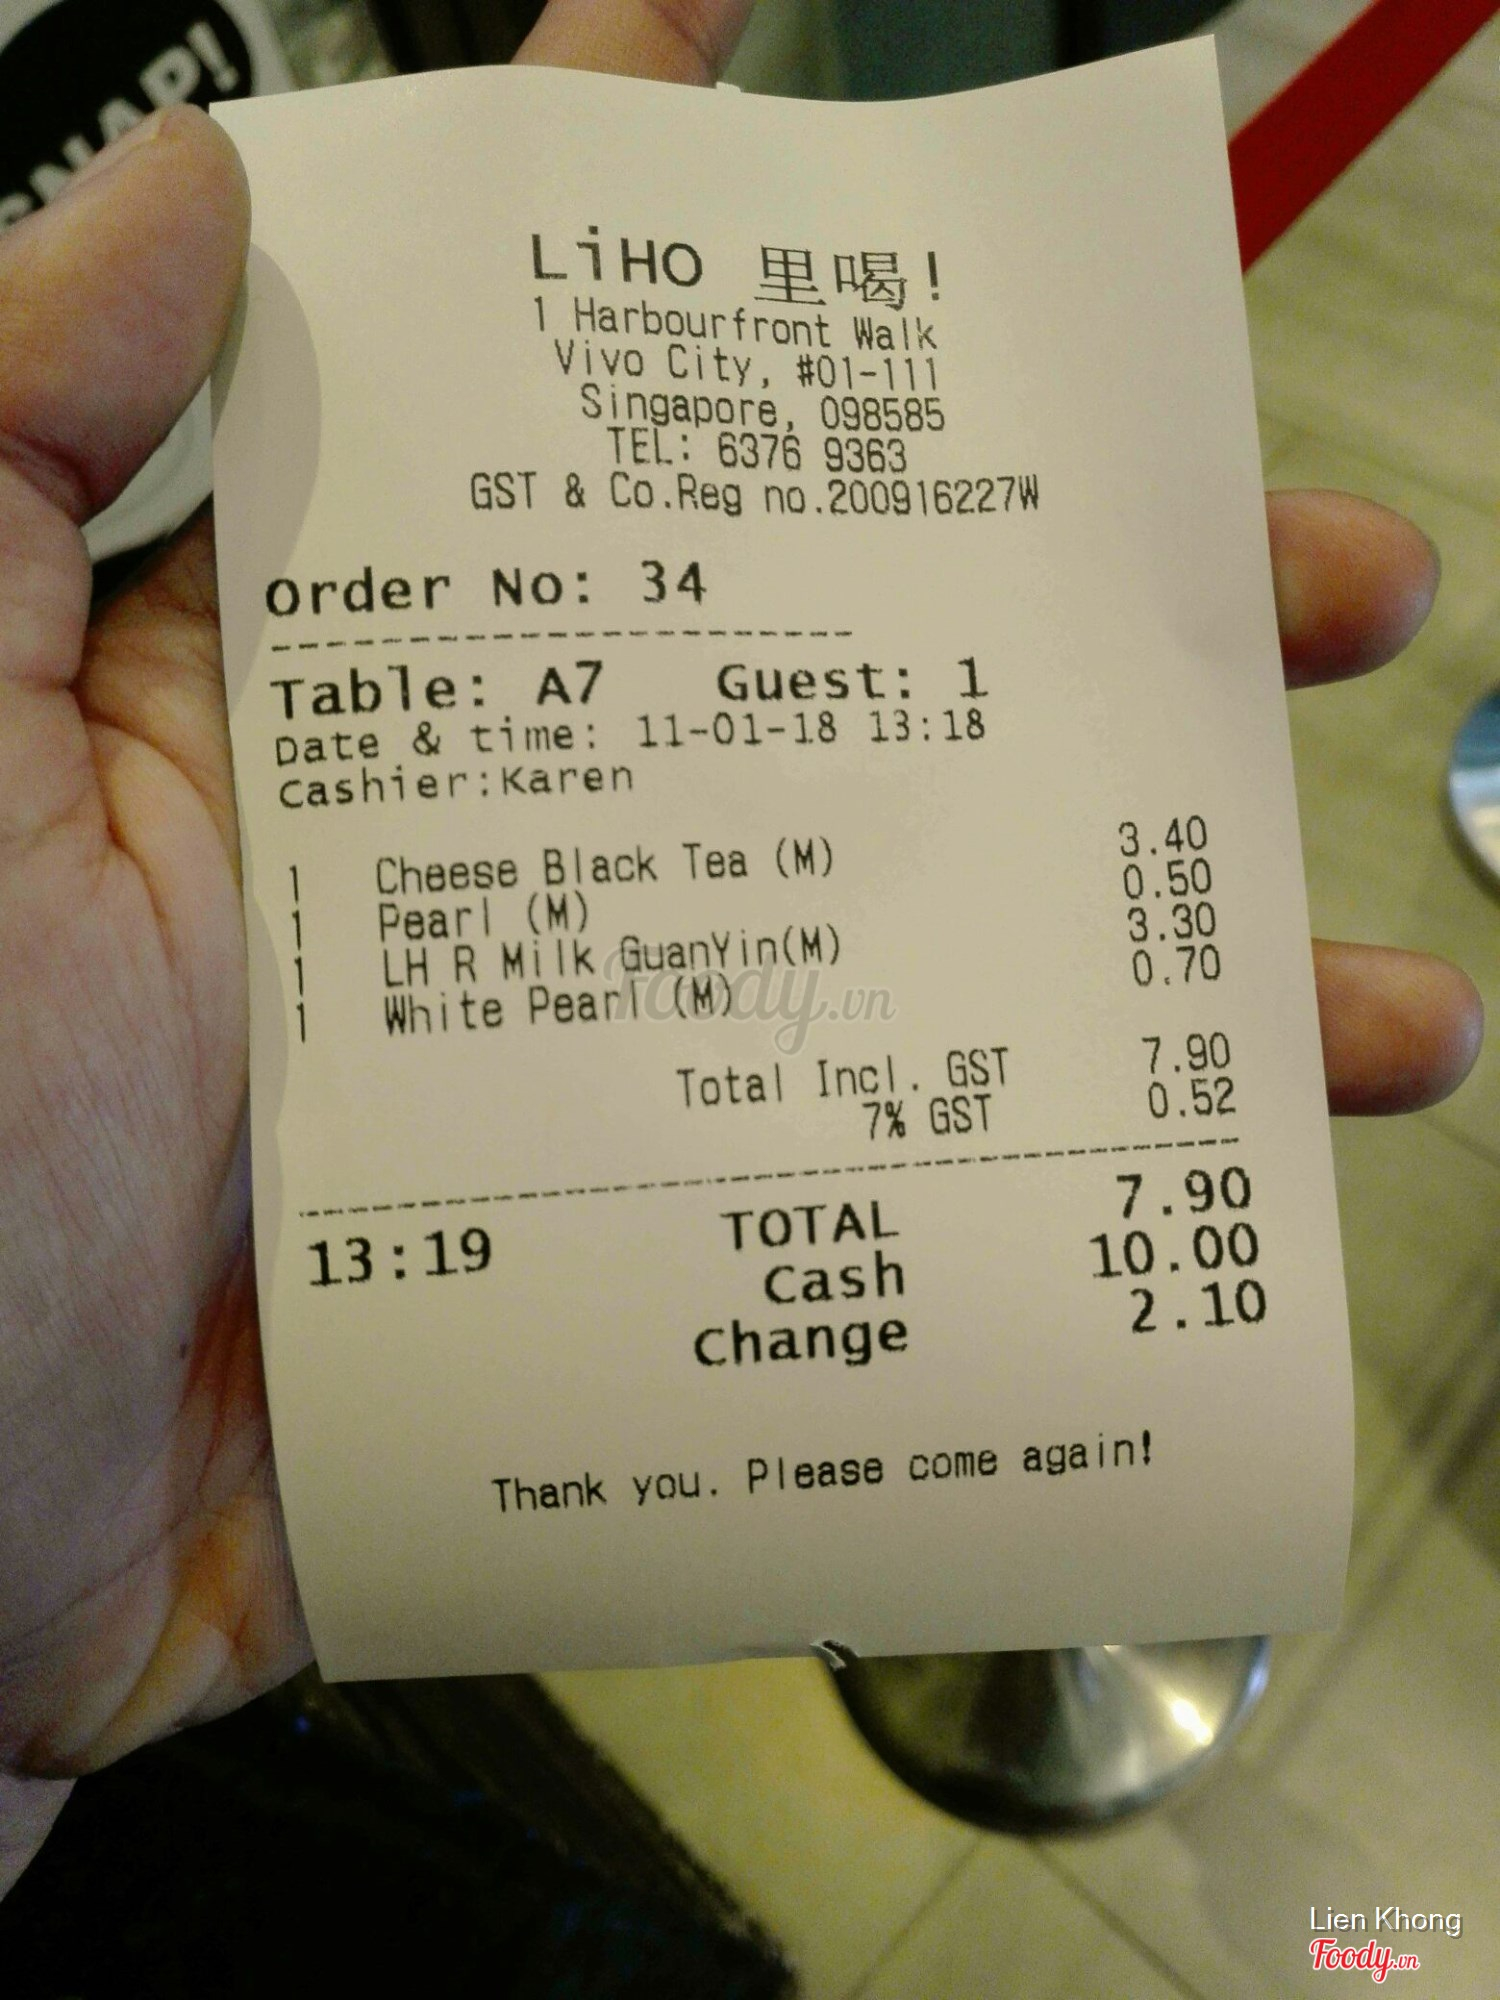 SNAP!
LiHO 里喝!
1 Harbourfront Walk
Vivo City, #01-111
Singapore, 098585
TEL: 6376 9363
GST & Co.Reg no.200916227W
Order No: 34
Table: A7 Guest: 1
Date & time: 11-01-18 13:18
Cashier:Karen
1 Cheese Black Tea (M) 3.40
1 Pearl (M) 0.50
1 LH R Milk GuanYin(M) 3.30
1 White Pearl (M) 0.70
Foody.vn
Total Incl. GST 7.90
7% GST 0.52
13:19 TOTAL 7.90
Cash 10.00
Change 2.10
Thank you. Please come again!
Lien Khong
Foody.vn